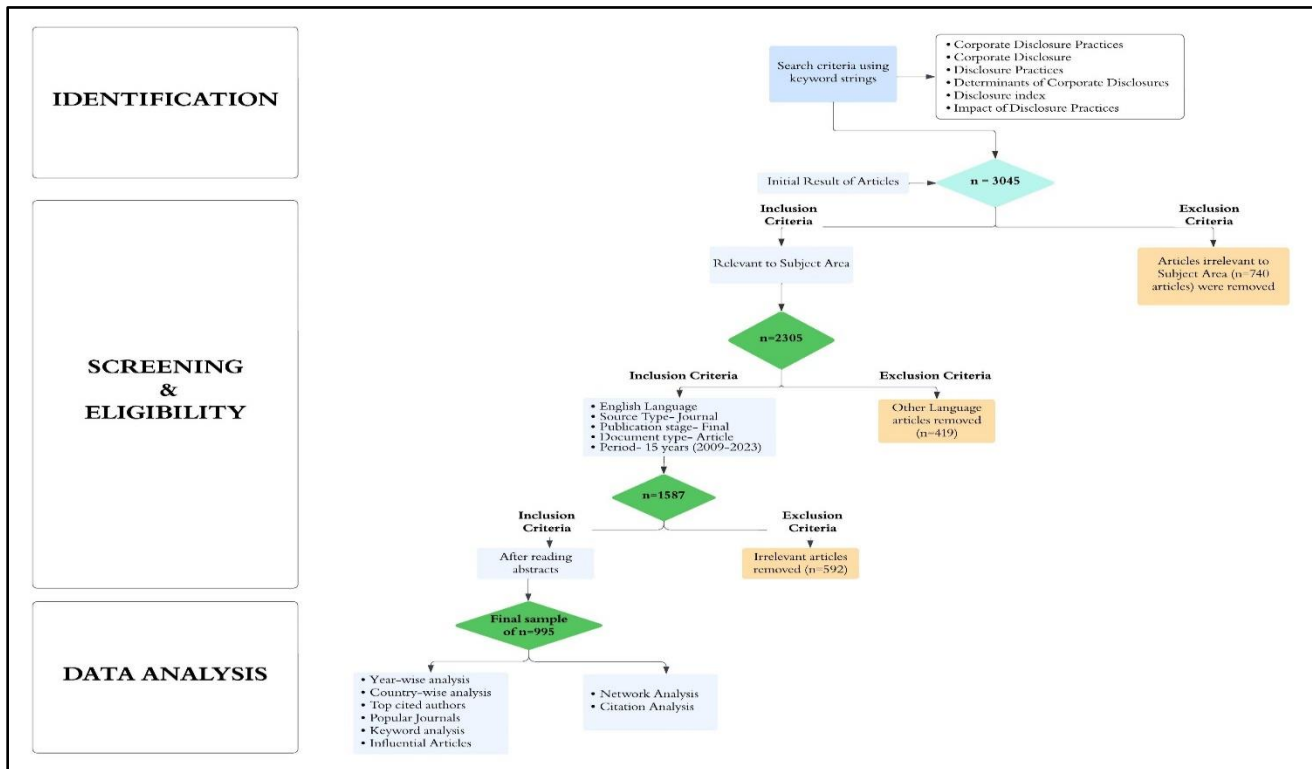 IDENTIFICATION
Search criteria using
keyword strings
• Corporate Disclosure Practices
• Corporate Disclosure
• Disclosure Practices
• Determinants of Corporate Disclosures
• Disclosure index
• Impact of Disclosure Practices
Initial Result of Articles
n = 3045
SCREENING
&
ELIGIBILITY
Inclusion
Criteria
Exclusion
Criteria
Relevant to Subject Area
Articles irrelevant to
Subject Area (n=740
articles) were removed
n=2305
Inclusion Criteria
Exclusion Criteria
• English Language
• Source Type- Journal
• Publication stage- Final
• Document type- Article
• Period- 15 years (2009-2023)
Other Language
articles removed
(n=419)
n=1587
Inclusion
Criteria
Exclusion
Criteria
After reading
abstracts
Irrelevant articles
removed (n=592)
DATA ANALYSIS
Final sample
of n=995
• Year-wise analysis
• Country-wise analysis
• Top cited authors
• Popular Journals
• Keyword analysis
• Influential Articles
• Network Analysis
• Citation Analysis